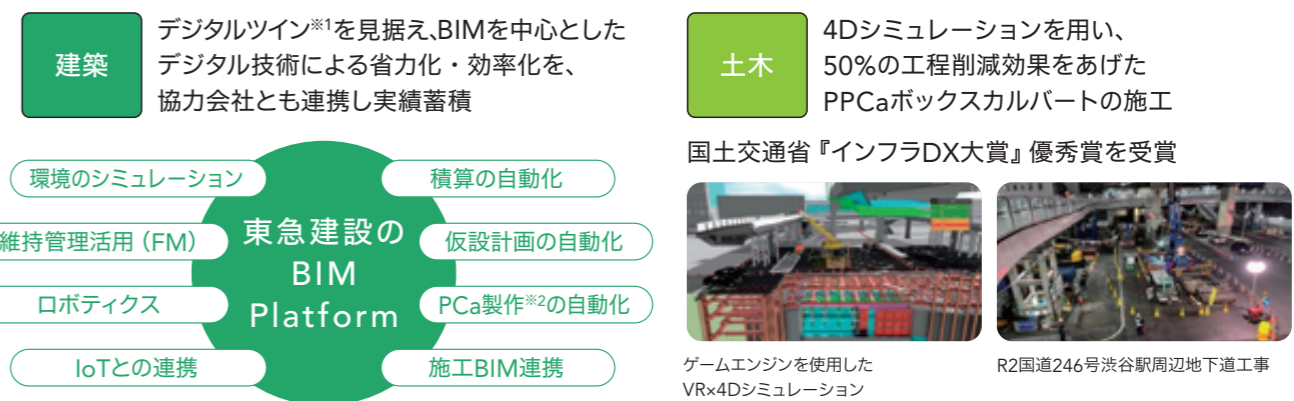 建築
デジタルツイン※1を見据え、BIMを中心とした
デジタル技術による省力化・効率化を、
協力会社とも連携し実績蓄積
環境のシミュレーション
維持管理活用（FM）
ロボティクス
IoTとの連携
東急建設の
BIM
Platform
積算の自動化
仮設計画の自動化
PCa製作※2の自動化
施工BIM連携
土木
4Dシミュレーションを用い、
50%の工程削減効果をあげた
PPCaボックスカルバートの施工
国土交通省『インフラDX大賞』優秀賞を受賞
ゲームエンジンを使用した
VR×4Dシミュレーション
R2国道246号渋谷駅周辺地下道工事